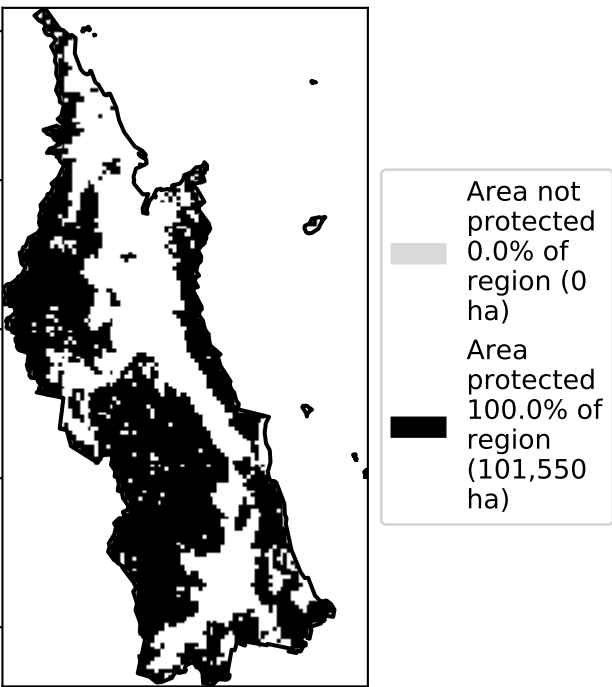 Area not
protected
0.0% of
region (0
ha)
Area
protected
100.0% of
region
(101,550
ha)